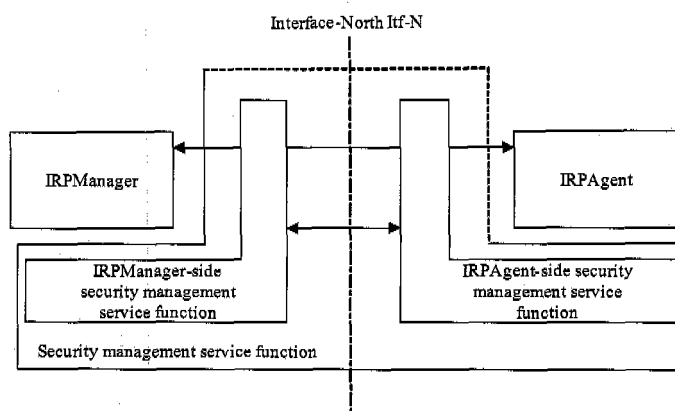 Interface-North Itf-N
IRPManager
IRPAgent
IRPManager-side
security management
service function
IRPAgent-side security
management service
function
Security management service function